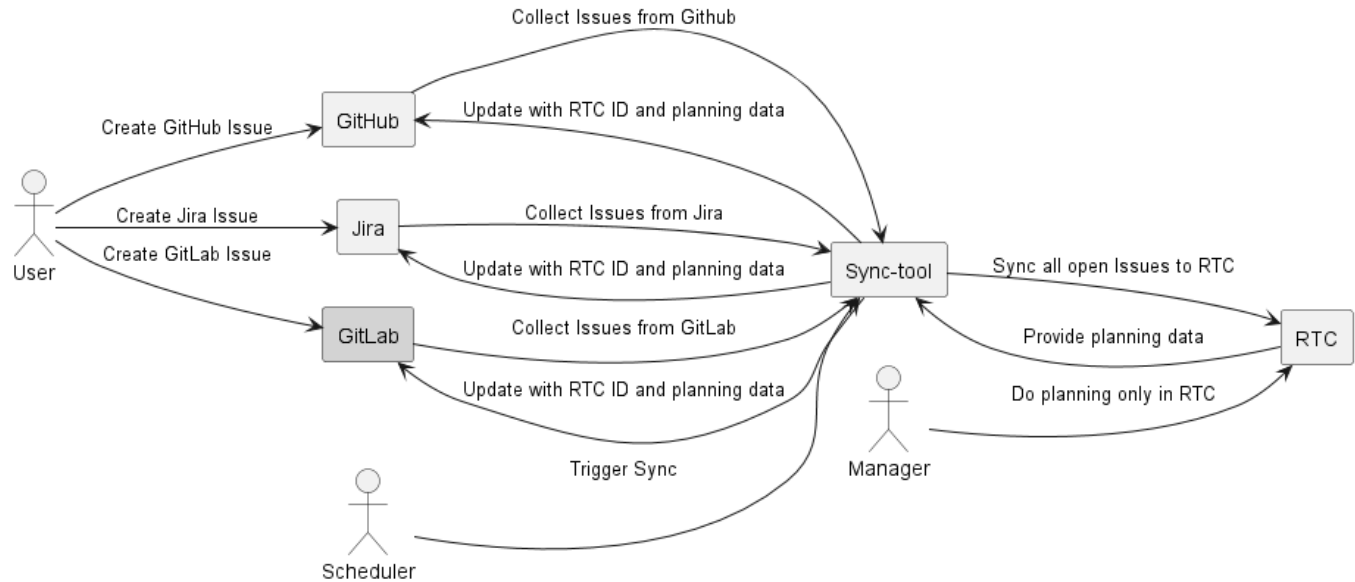 Collect Issues from Github
Update with RTC ID and planning data
GitHub
Create GitHub Issue
Create Jira Issue
Jira
Collect Issues from Jira
Create GitLab Issue
User
Update with RTC ID and planning data
Sync-tool
Sync all open Issues to RTC
GitLab
Collect Issues from GitLab
Provide planning data
RTC
Update with RTC ID and planning data
Do planning only in RTC
Trigger Sync
Manager
Scheduler